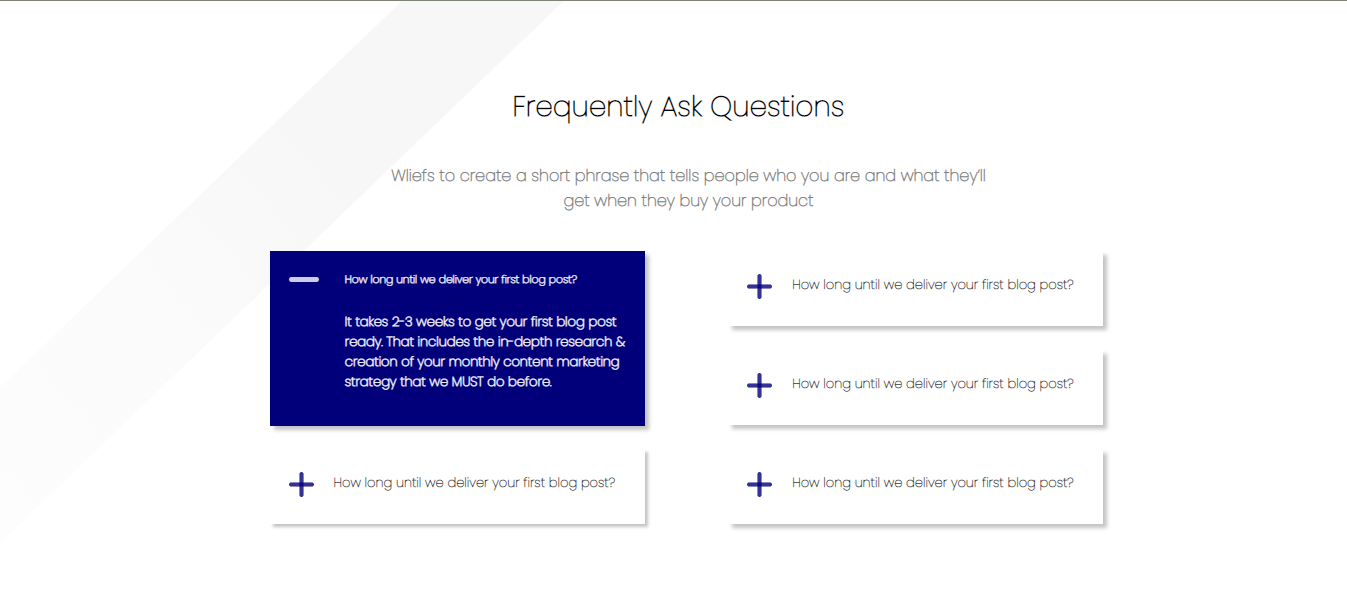 Frequently Ask Questions
Wliefs to create a short phrase that tells people who you are and what they'll
get when they buy your product
How long until we deliver your first blog post?
It takes 2-3 weeks to get your first blog post
ready. That includes the in-depth research &
creation of your monthly content marketing
strategy that we MUST do before.
How long until we deliver your first blog post?
How long until we deliver your first blog post?
How long until we deliver your first blog post?
How long until we deliver your first blog post?